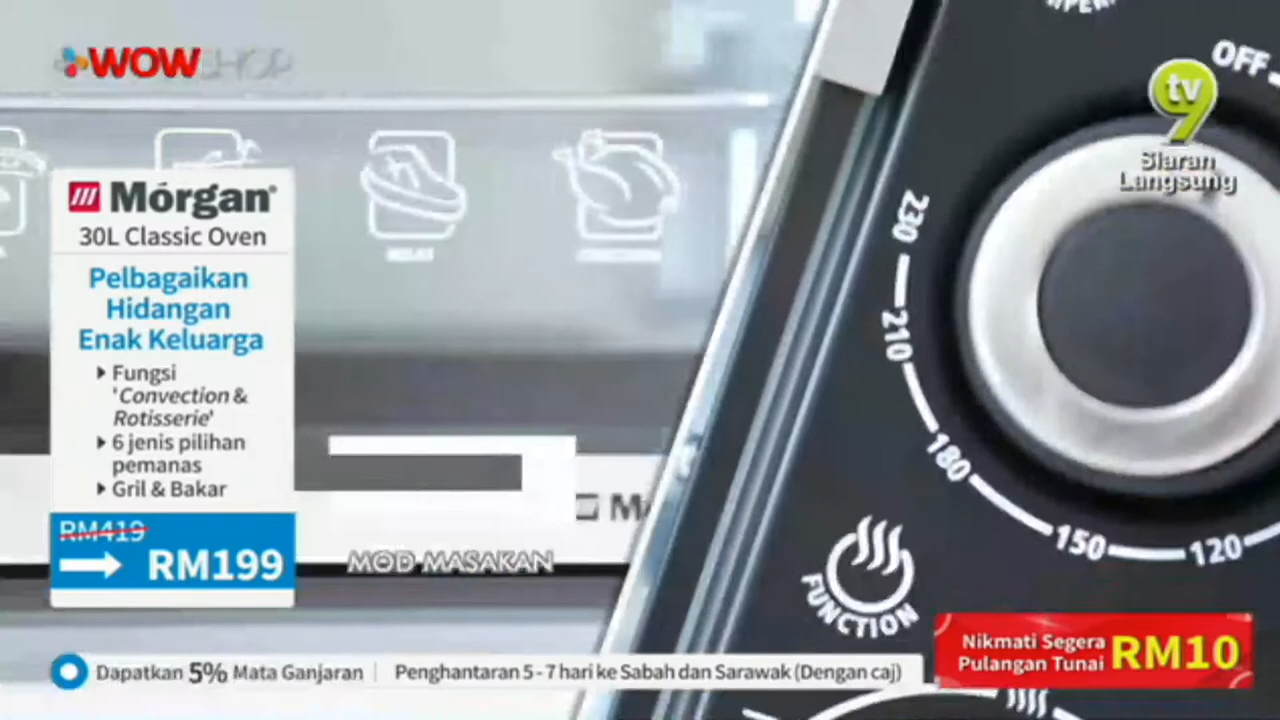 WOWSHOP
OFF
tv9
Siaran
Langsung
Mórgan
30L Classic Oven
Pelbagaikan
Hidangan
Enak Keluarga
Fungsi
'Convection &
Rotisserie'
6 jenis pilihan
pemanas
Gril & Bakar
RM419
RM199
MOD MASAKAN
230
210
180
150
120
FUNCTION
Nikmati Segera
Pulangan Tunai
RM10
Dapatkan 5% Mata Ganjaran
Penghantaran 5 - 7 hari ke Sabah dan Sarawak (Dengan caj)